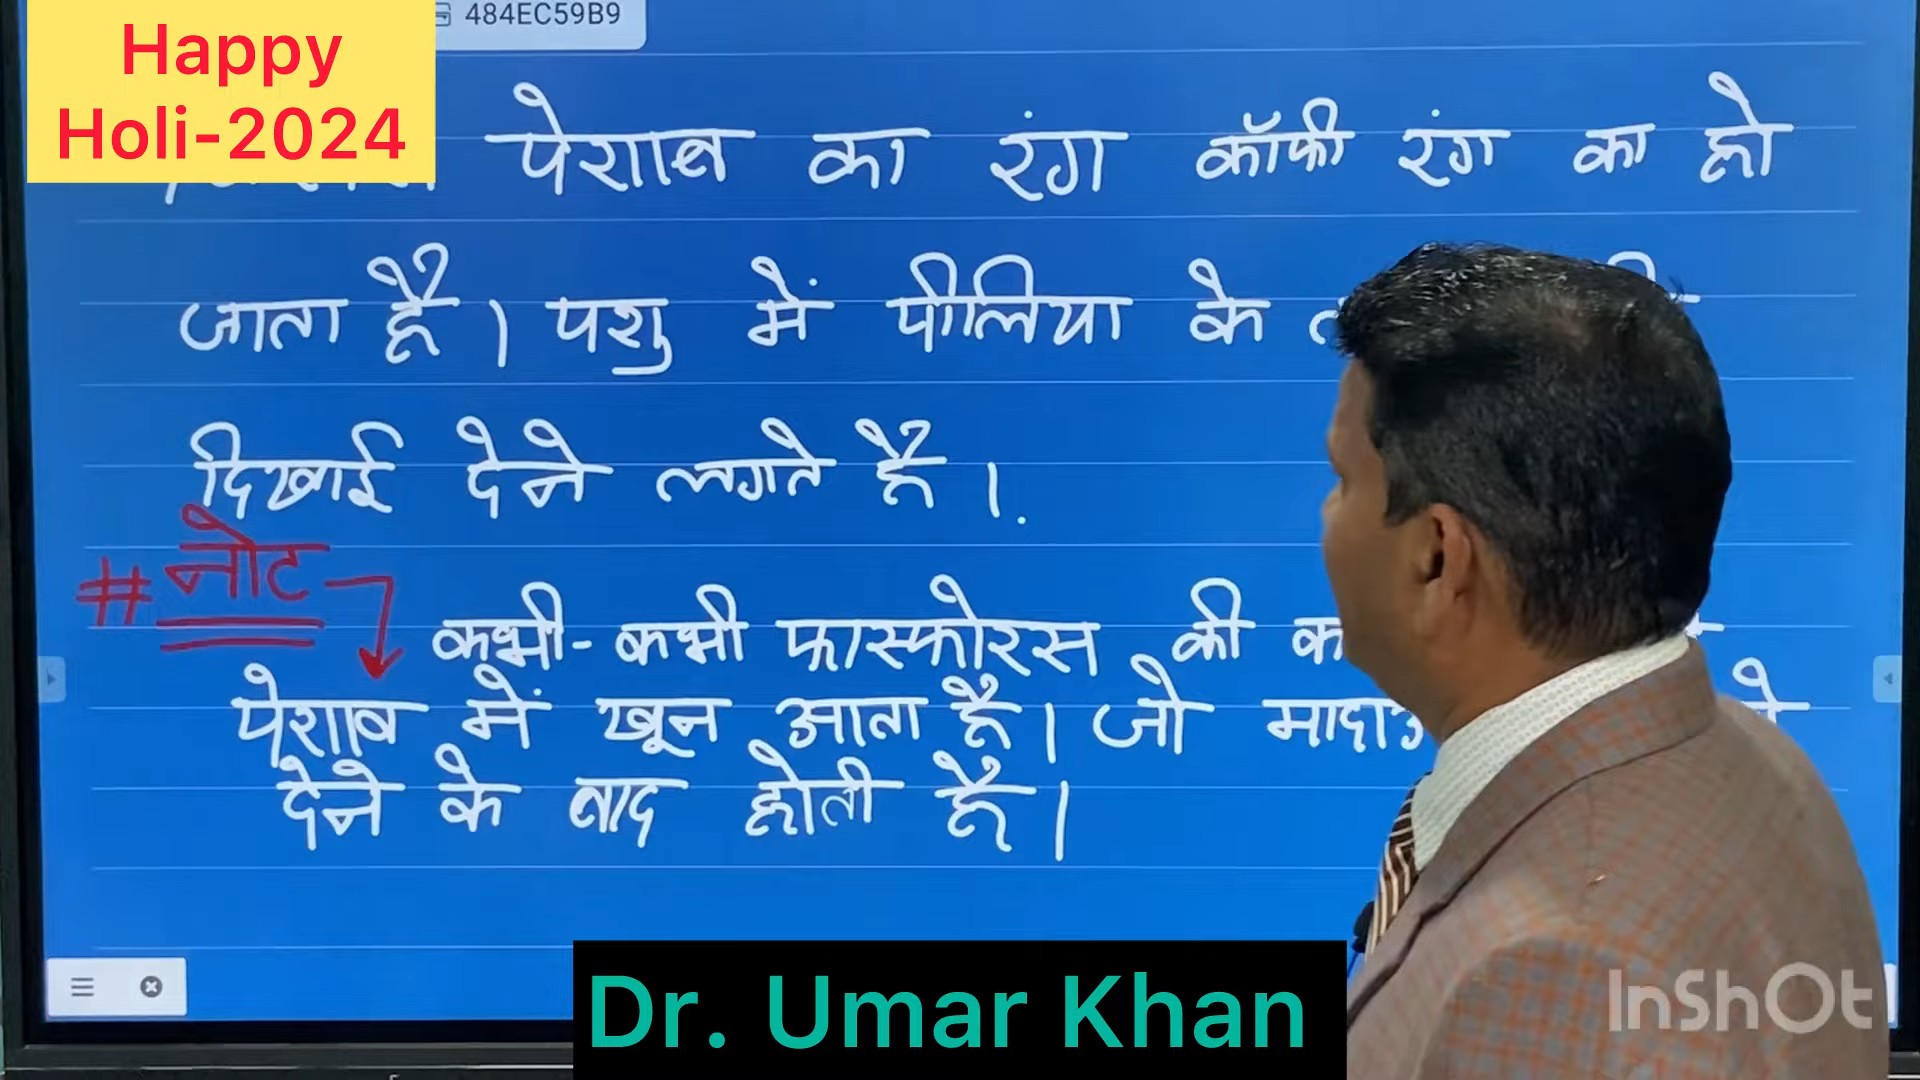 484EC59B9
Happy
Holi-2024
पेशाब का रंग कॉफी रंग का हो
जाता है। पशु में पीलिया के
दिखाई देने लगते है।
# नोट
कभी-कभी फास्फोरस की
पेशाब में खून आता है। जो
देने के बाद होती है।
Dr. Umar Khan
InShOt